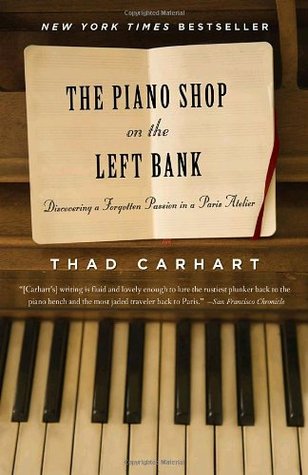 NEW YORK TIMES BESTSELLER
THE PIANO SHOP
on the
LEFT BANK
Discovering a Forgotten Passion in a Paris Atelier
THAD CARHART
"[Carhart's] writing is fluid and lovely enough to lure the rustiest plunker back to the
piano bench and the most jaded traveler back to Paris." —San Francisco Chronicle